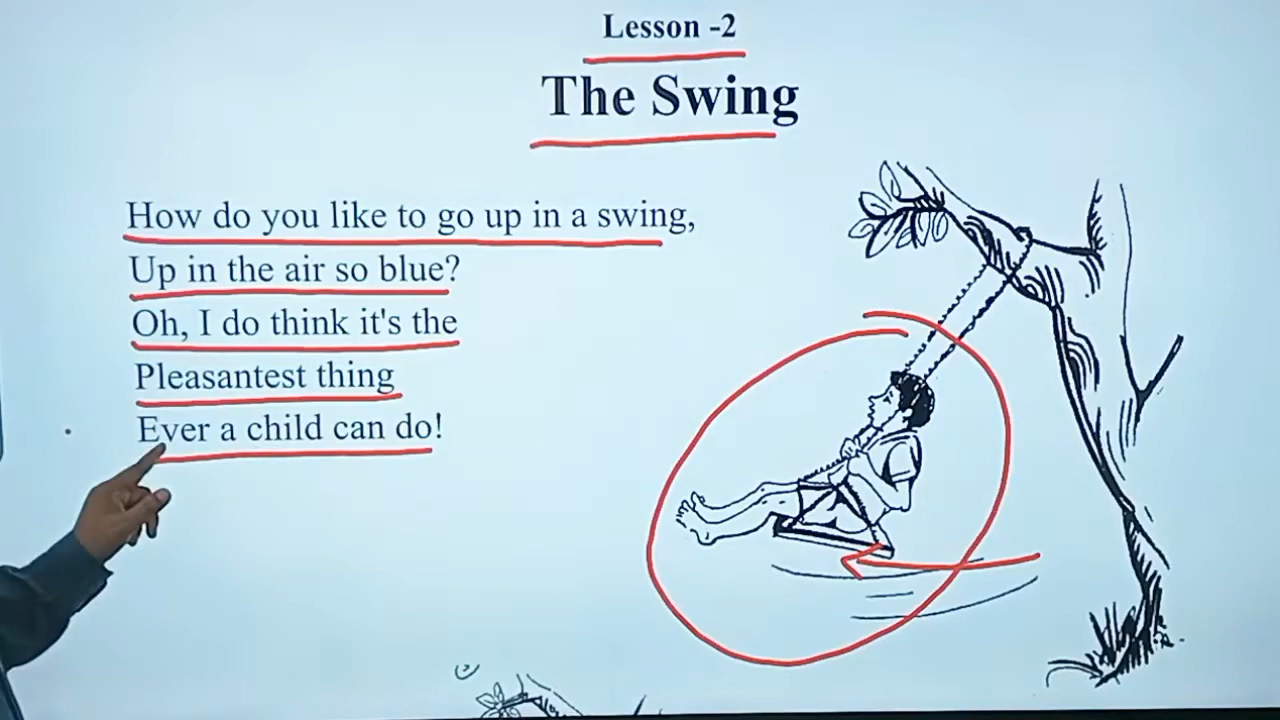 Lesson -2
The Swing
How do you like to go up in a swing,
Up in the air so blue?
Oh, I do think it's the
Pleasantest thing
Ever a child can do!